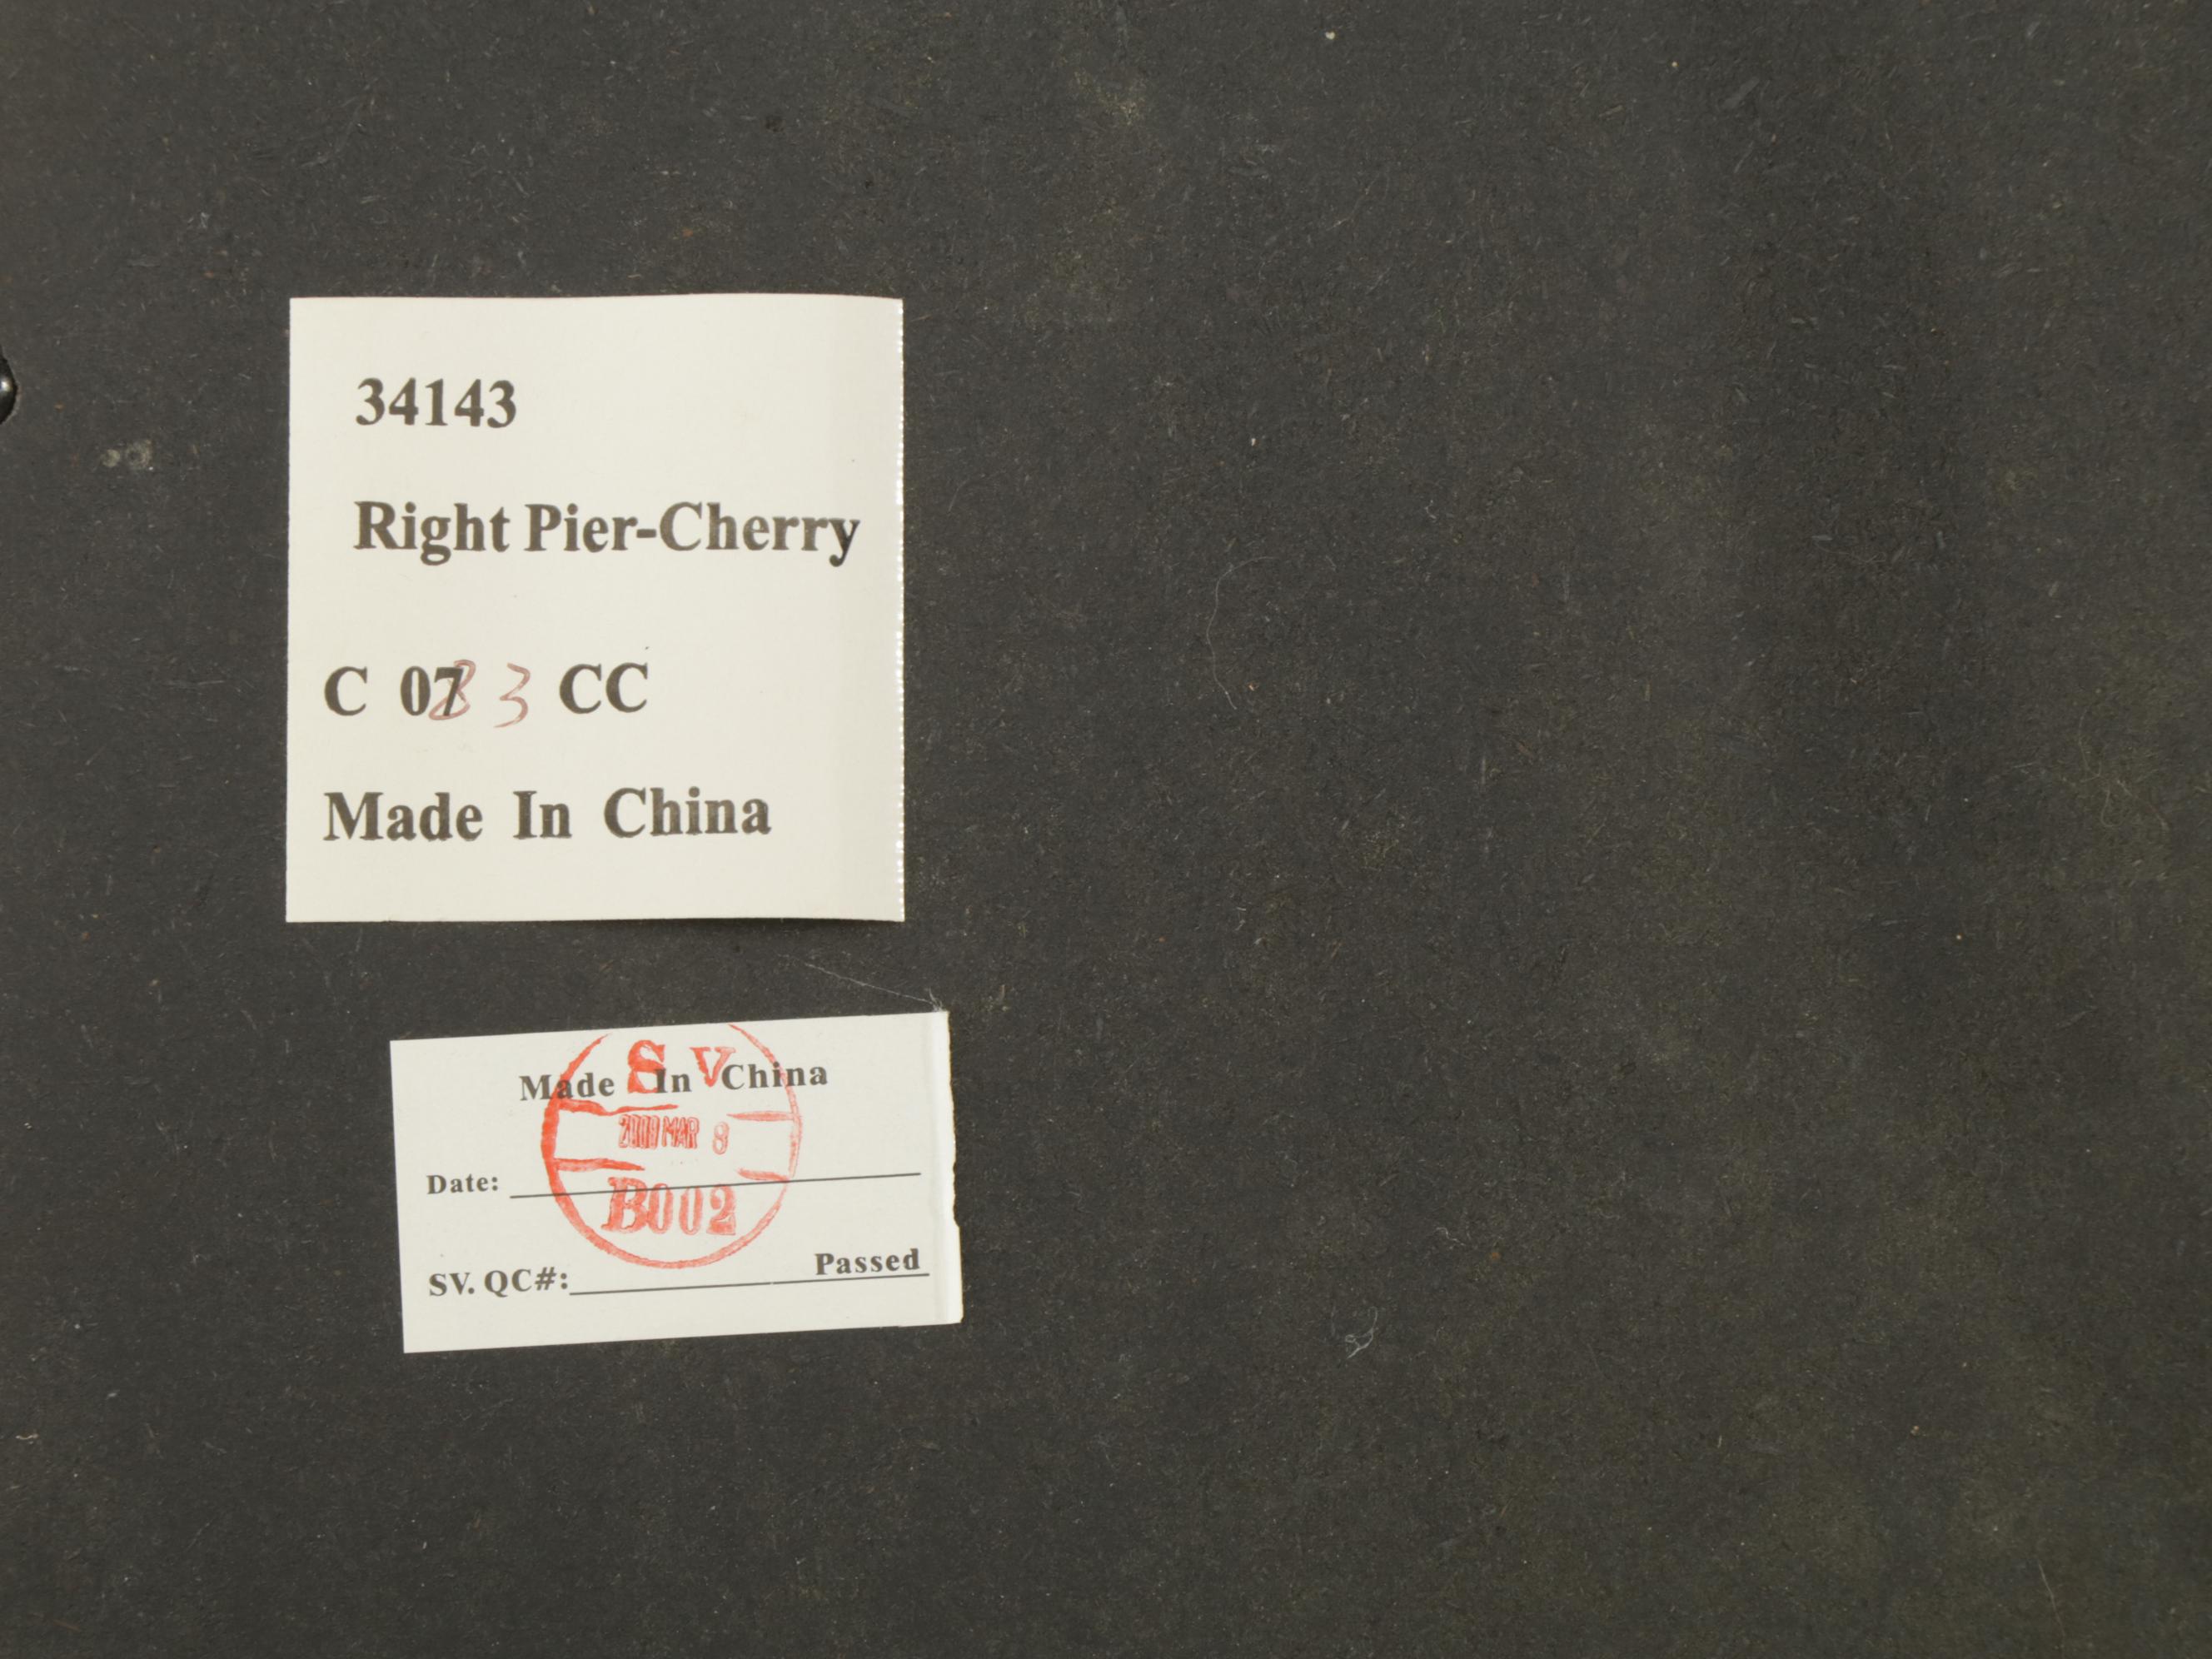 34143
Right Pier-Cherry
C 0783 CC
Made In China
S V
Made In China
MAR 8
Date:
B002
Passed
SV. QC#: